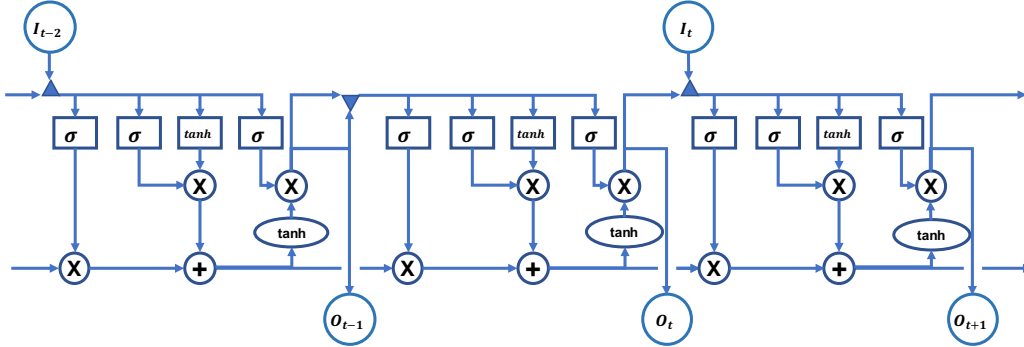 I_{t-2}
I_t
σ σ tanh σ σ σ tanh σ σ σ tanh σ
X X X X X X
tanh tanh tanh
X + X + X +
O_{t-1} O_t O_{t+1}